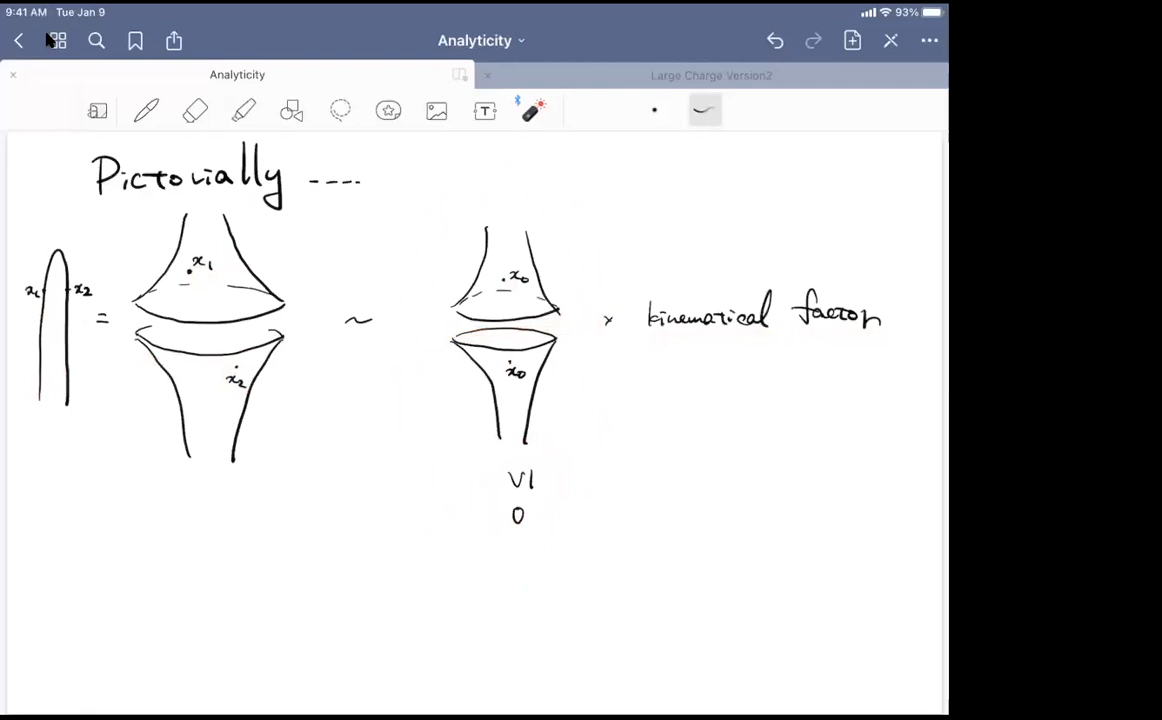 9:41 AM Tue Jan 9
93%
Analyticity
Analyticity
Large Charge Version2
T
Pictorially ----
x₁
x₀
x₁ x₂
=
~
× kinematical factor
x₂
x₀
VI
0